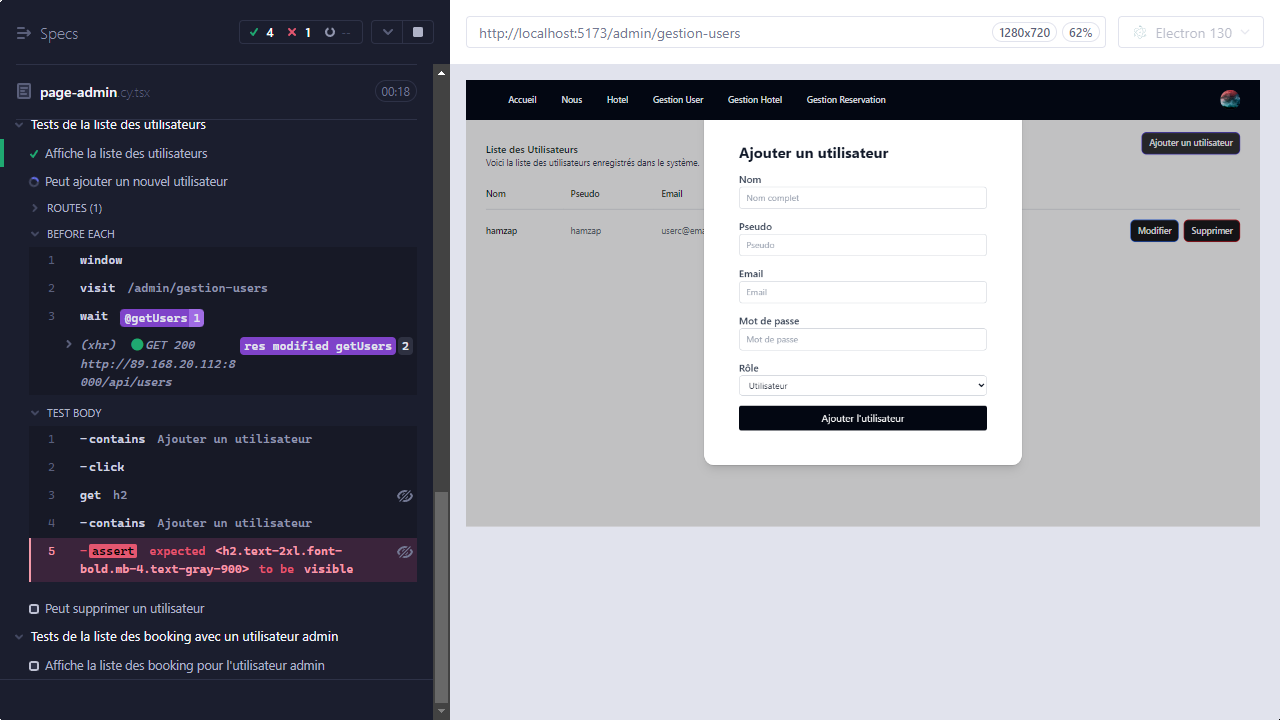 Specs
4
1
--
page-admin.cy.tsx
00:18
Tests de la liste des utilisateurs
Affiche la liste des utilisateurs
Peut ajouter un nouvel utilisateur
ROUTES (1)
BEFORE EACH
1 window
2 visit /admin/gestion-users
3 wait @getUsers 1
(xhr) GET 200 res modified getUsers 2
http://89.168.20.112:8
000/api/users
TEST BODY
1 -contains Ajouter un utilisateur
2 -click
3 get h2
4 -contains Ajouter un utilisateur
5 -assert expected <h2.text-2xl.font-
bold.mb-4.text-gray-900> to be visible
Peut supprimer un utilisateur
Tests de la liste des booking avec un utilisateur admin
Affiche la liste des booking pour l'utilisateur admin
http://localhost:5173/admin/gestion-users
1280x720
62%
Electron 130
Accueil Nous Hotel Gestion User Gestion Hotel Gestion Reservation
Liste des Utilisateurs
Voici la liste des utilisateurs enregistrés dans le système.
Ajouter un utilisateur
Nom Pseudo Email
hamzap hamzap userc@ema
Modifier Supprimer
Ajouter un utilisateur
Nom
Nom complet
Pseudo
Pseudo
Email
Email
Mot de passe
Mot de passe
Rôle
Utilisateur
Ajouter l'utilisateur